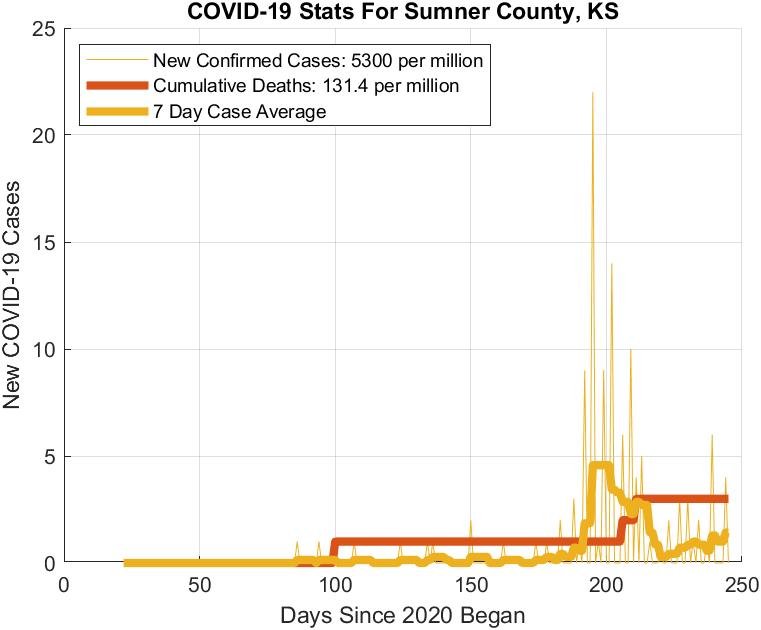 COVID-19 Stats For Sumner County, KS
New Confirmed Cases: 5300 per million
Cumulative Deaths: 131.4 per million
7 Day Case Average
25
20
15
10
5
0
New COVID-19 Cases
0 50 100 150 200 250
Days Since 2020 Began